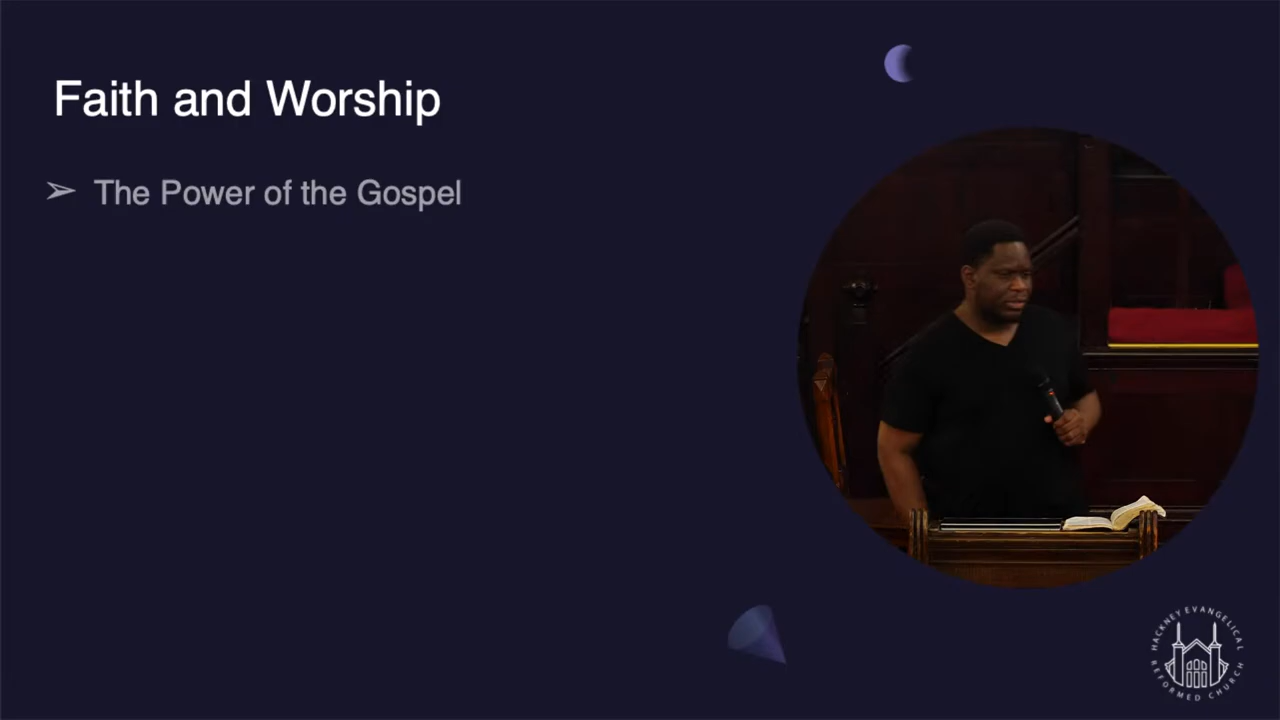 Faith and Worship
➢ The Power of the Gospel
HACKNEY EVANGELICAL
REFORMED CHURCH